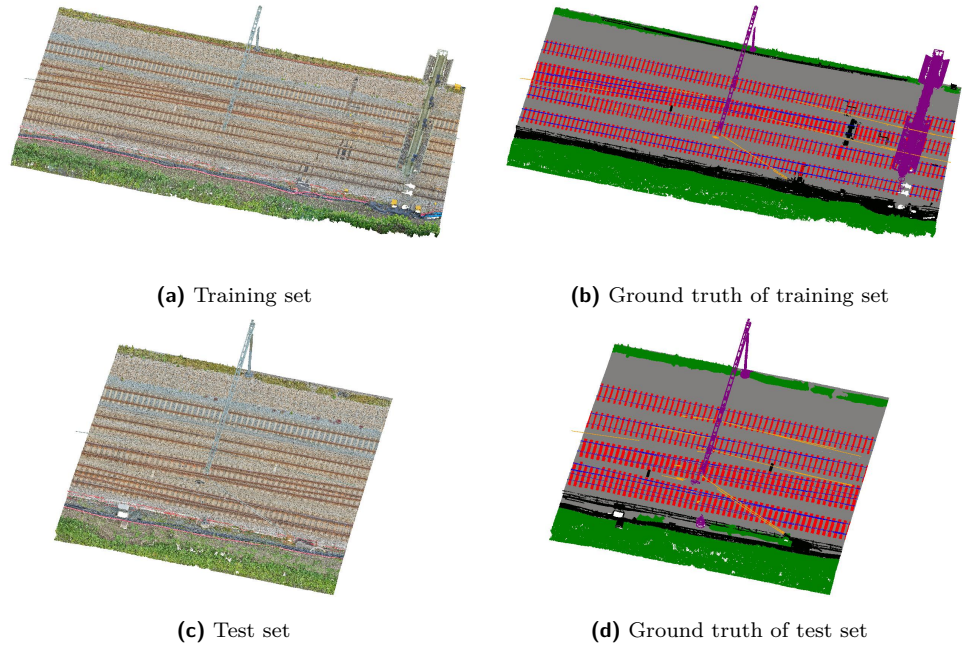 (a) Training set
(b) Ground truth of training set
(c) Test set
(d) Ground truth of test set